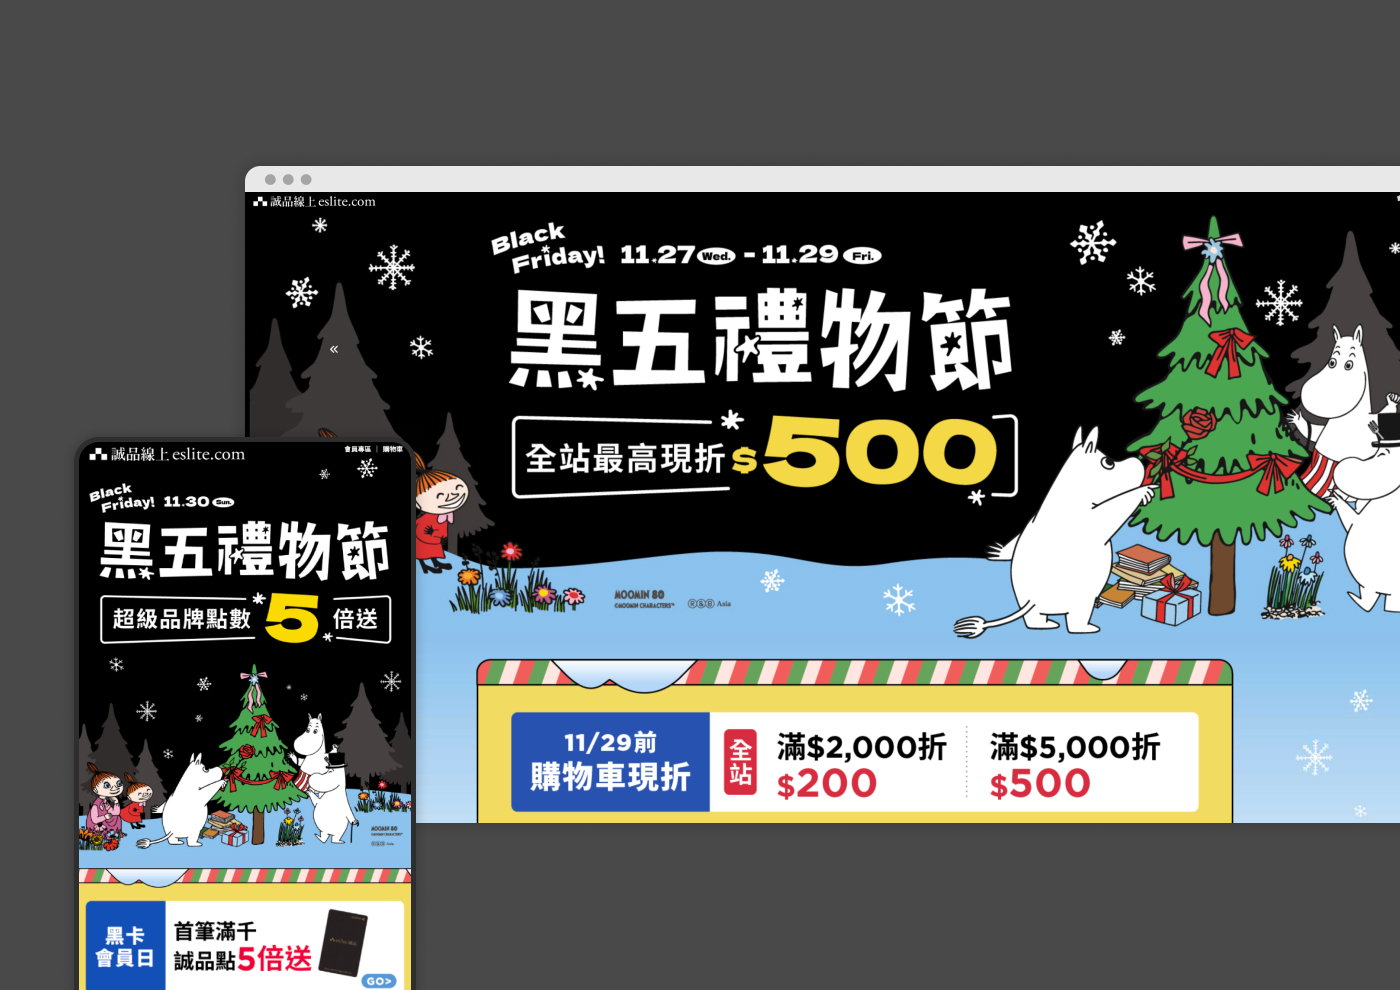 誠品線上 eslite.com
Black Friday! 11.27 Wed. - 11.29 Fri.
黑五禮物節
全站最高現折 $500
«
MOOMIN 80
©MOOMIN CHARACTERS™
R&B Asia
11/29前
購物車現折
全站
滿$2,000折
$200
滿$5,000折
$500
誠品線上 eslite.com
會員專區 | 購物車
Black Friday! 11.30 Sun.
黑五禮物節
超級品牌點數 5 倍送
MOOMIN 80
黑卡
會員日
首筆滿千
誠品點5倍送
GO>